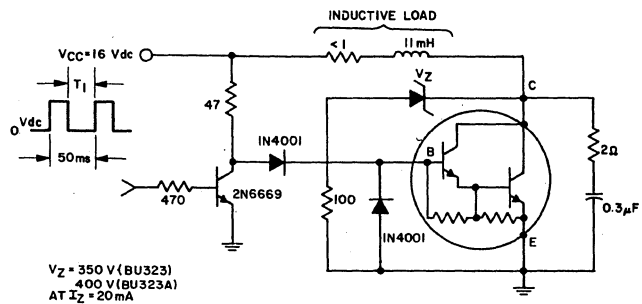 INDUCTIVE LOAD
<1
11mH
VCC=16 Vdc
T1
VZ
C
47
0 Vdc
50ms
1N4001
B
2Ω
470
2N6669
100
1N4001
0.3μF
E
VZ = 350 V (BU323)
400 V (BU323A)
AT IZ = 20mA